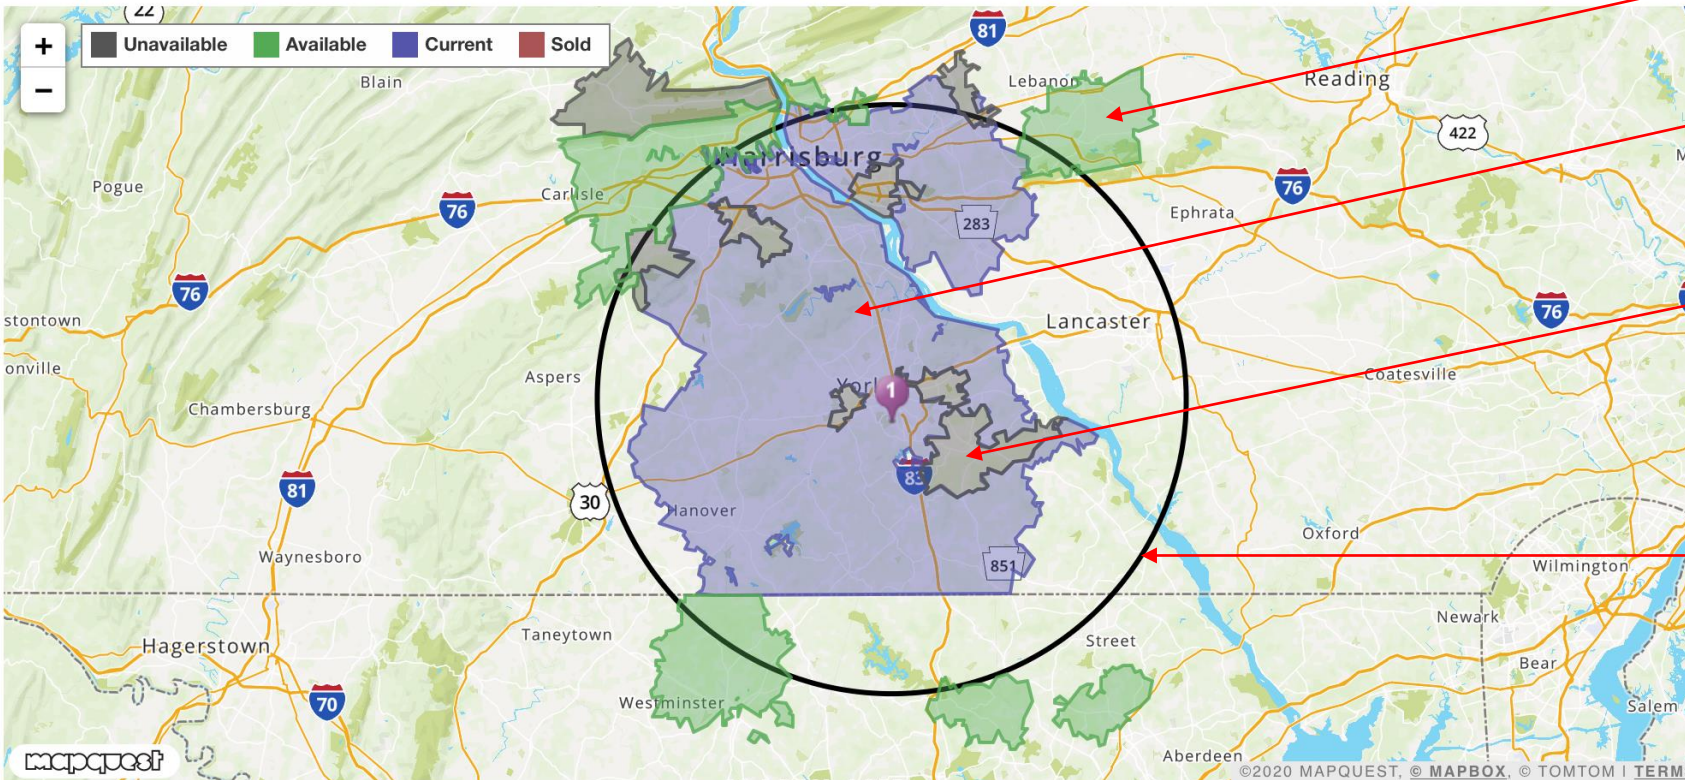 22
+
−
Unavailable Available Current Sold
81
Lebanon
Reading
Blain
422
Harrisburg
Pogue
Carlisle
76
76
Ephrata
283
76
76
stontown
Lancaster
onville
Aspers
Coatesville
York
1
Chambersburg
83
81
30
Hanover
Oxford
Waynesboro
851
Wilmington
Newark
Taneytown
Street
Hagerstown
Bear
70
Westminster
Salem
Aberdeen
mapquest
©2020 MAPQUEST, © MAPBOX, © TOMTOM | TERM